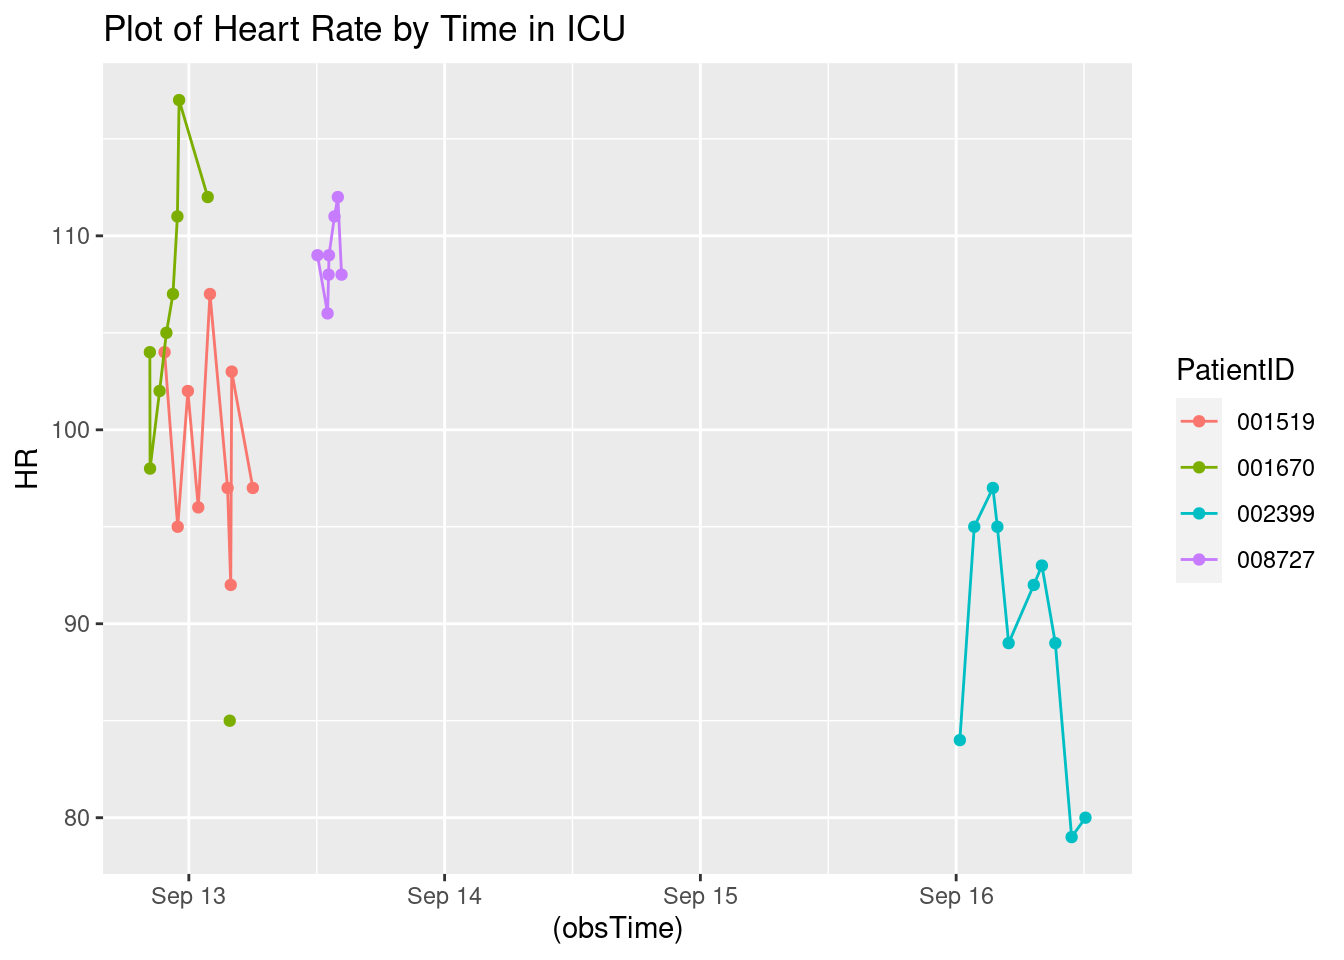 Plot of Heart Rate by Time in ICU
HR
110
100
90
80
Sep 13
Sep 14
Sep 15
Sep 16
(obsTime)
PatientID
001519
001670
002399
008727